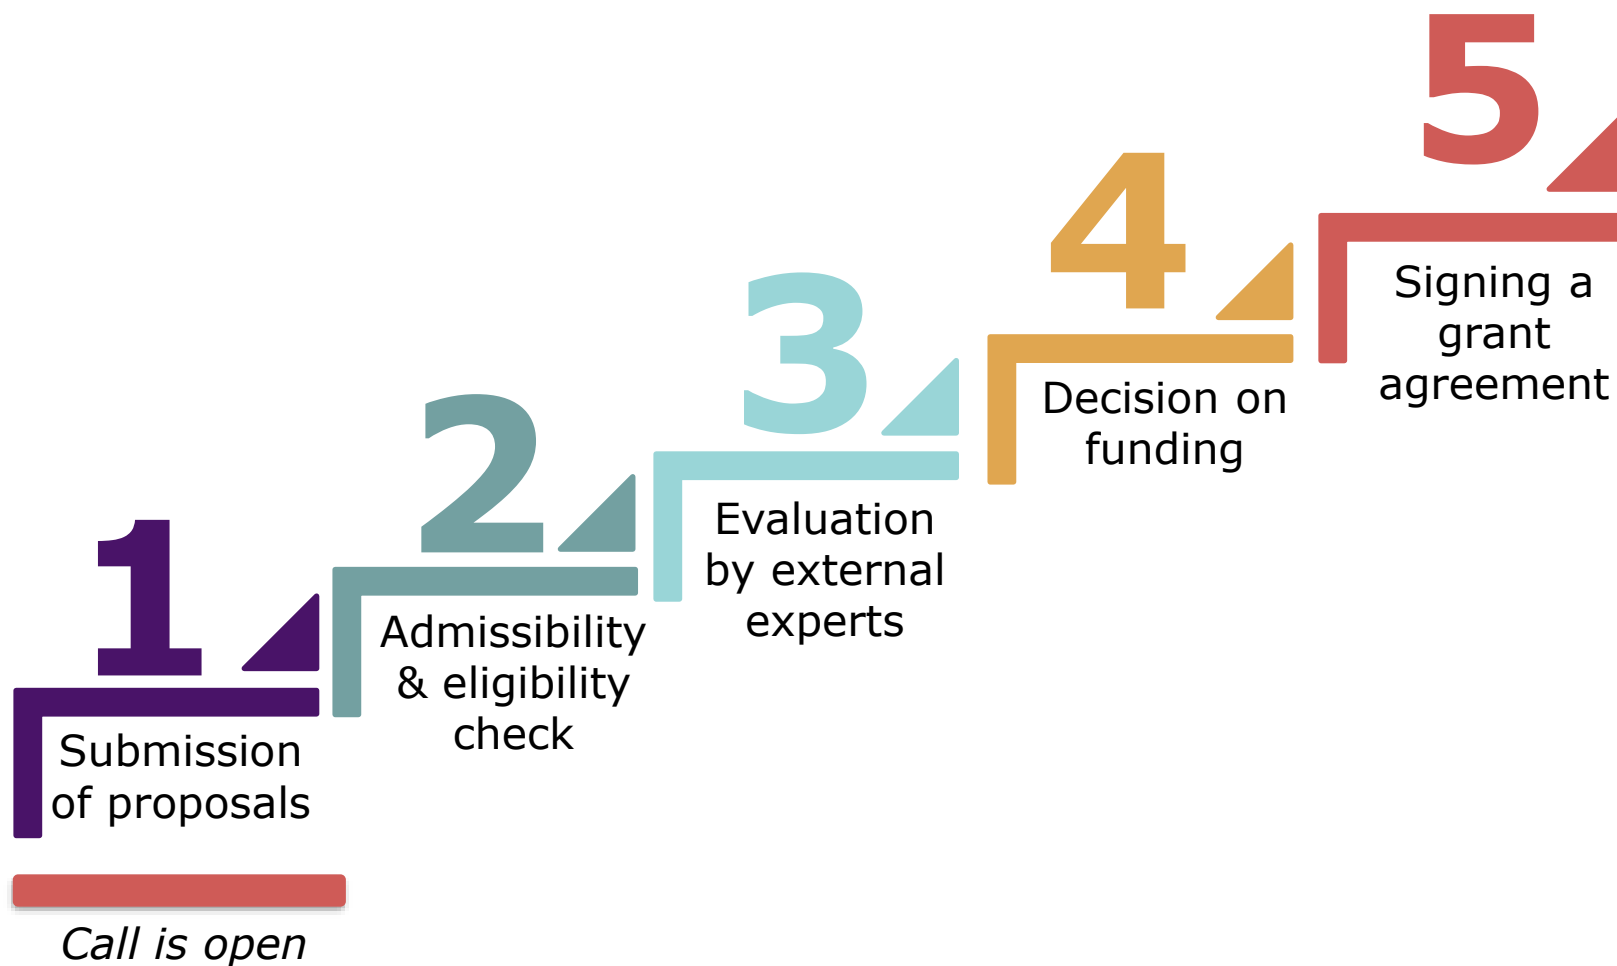 1
Submission
of proposals
Call is open
2
Admissibility
& eligibility
check
3
Evaluation
by external
experts
4
Decision on
funding
5
Signing a
grant
agreement